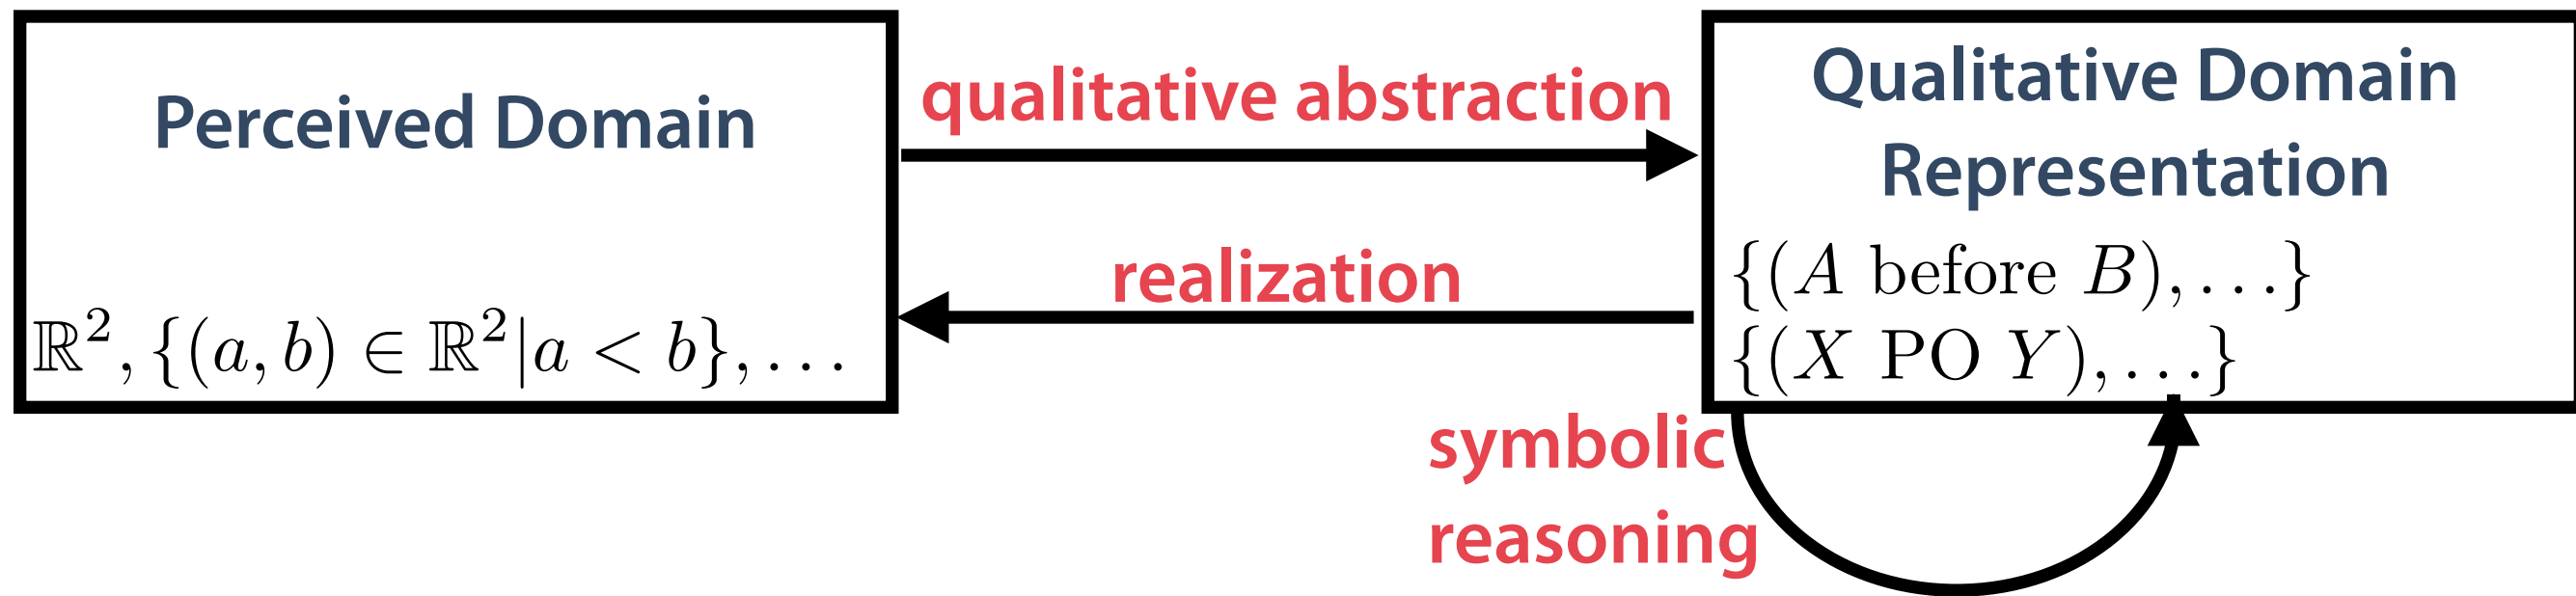 Perceived Domain
ℝ², {(a, b) ∈ ℝ²|a < b}, . . .
qualitative abstraction
realization
Qualitative Domain
Representation
{(A before B), . . .}
{(X PO Y), . . .}
symbolic
reasoning